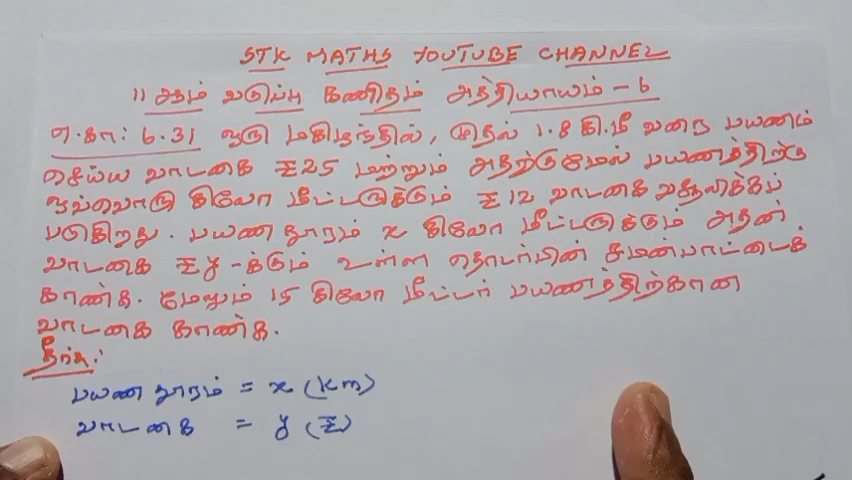 STK MATHS YOUTUBE CHANNEL
11 ஆம் வகுப்பு கணிதம் அத்தியாயம் - 6
எ.கா: 6.31 ஒரு மகிழுந்தில், முதல் 1.8 கி.மீ வரை பயணம்
செய்ய வாடகை ₹25 மற்றும் அதற்குமேல் பயணத்திற்கு
ஒவ்வொரு கிலோ மீட்டருக்கும் ₹12 வாடகை வசூலிக்கப்
படுகிறது. பயண தூரம் x கிலோ மீட்டருக்கும் அதன்
வாடகை ₹y-க்கும் உள்ள தொடர்பின் சமன்பாட்டைக்
காண்க. மேலும் 15 கிலோ மீட்டர் பயணத்திற்கான
வாடகை காண்க.
தீர்வு:
பயண தூரம் = x (km)
வாடகை = y (₹)